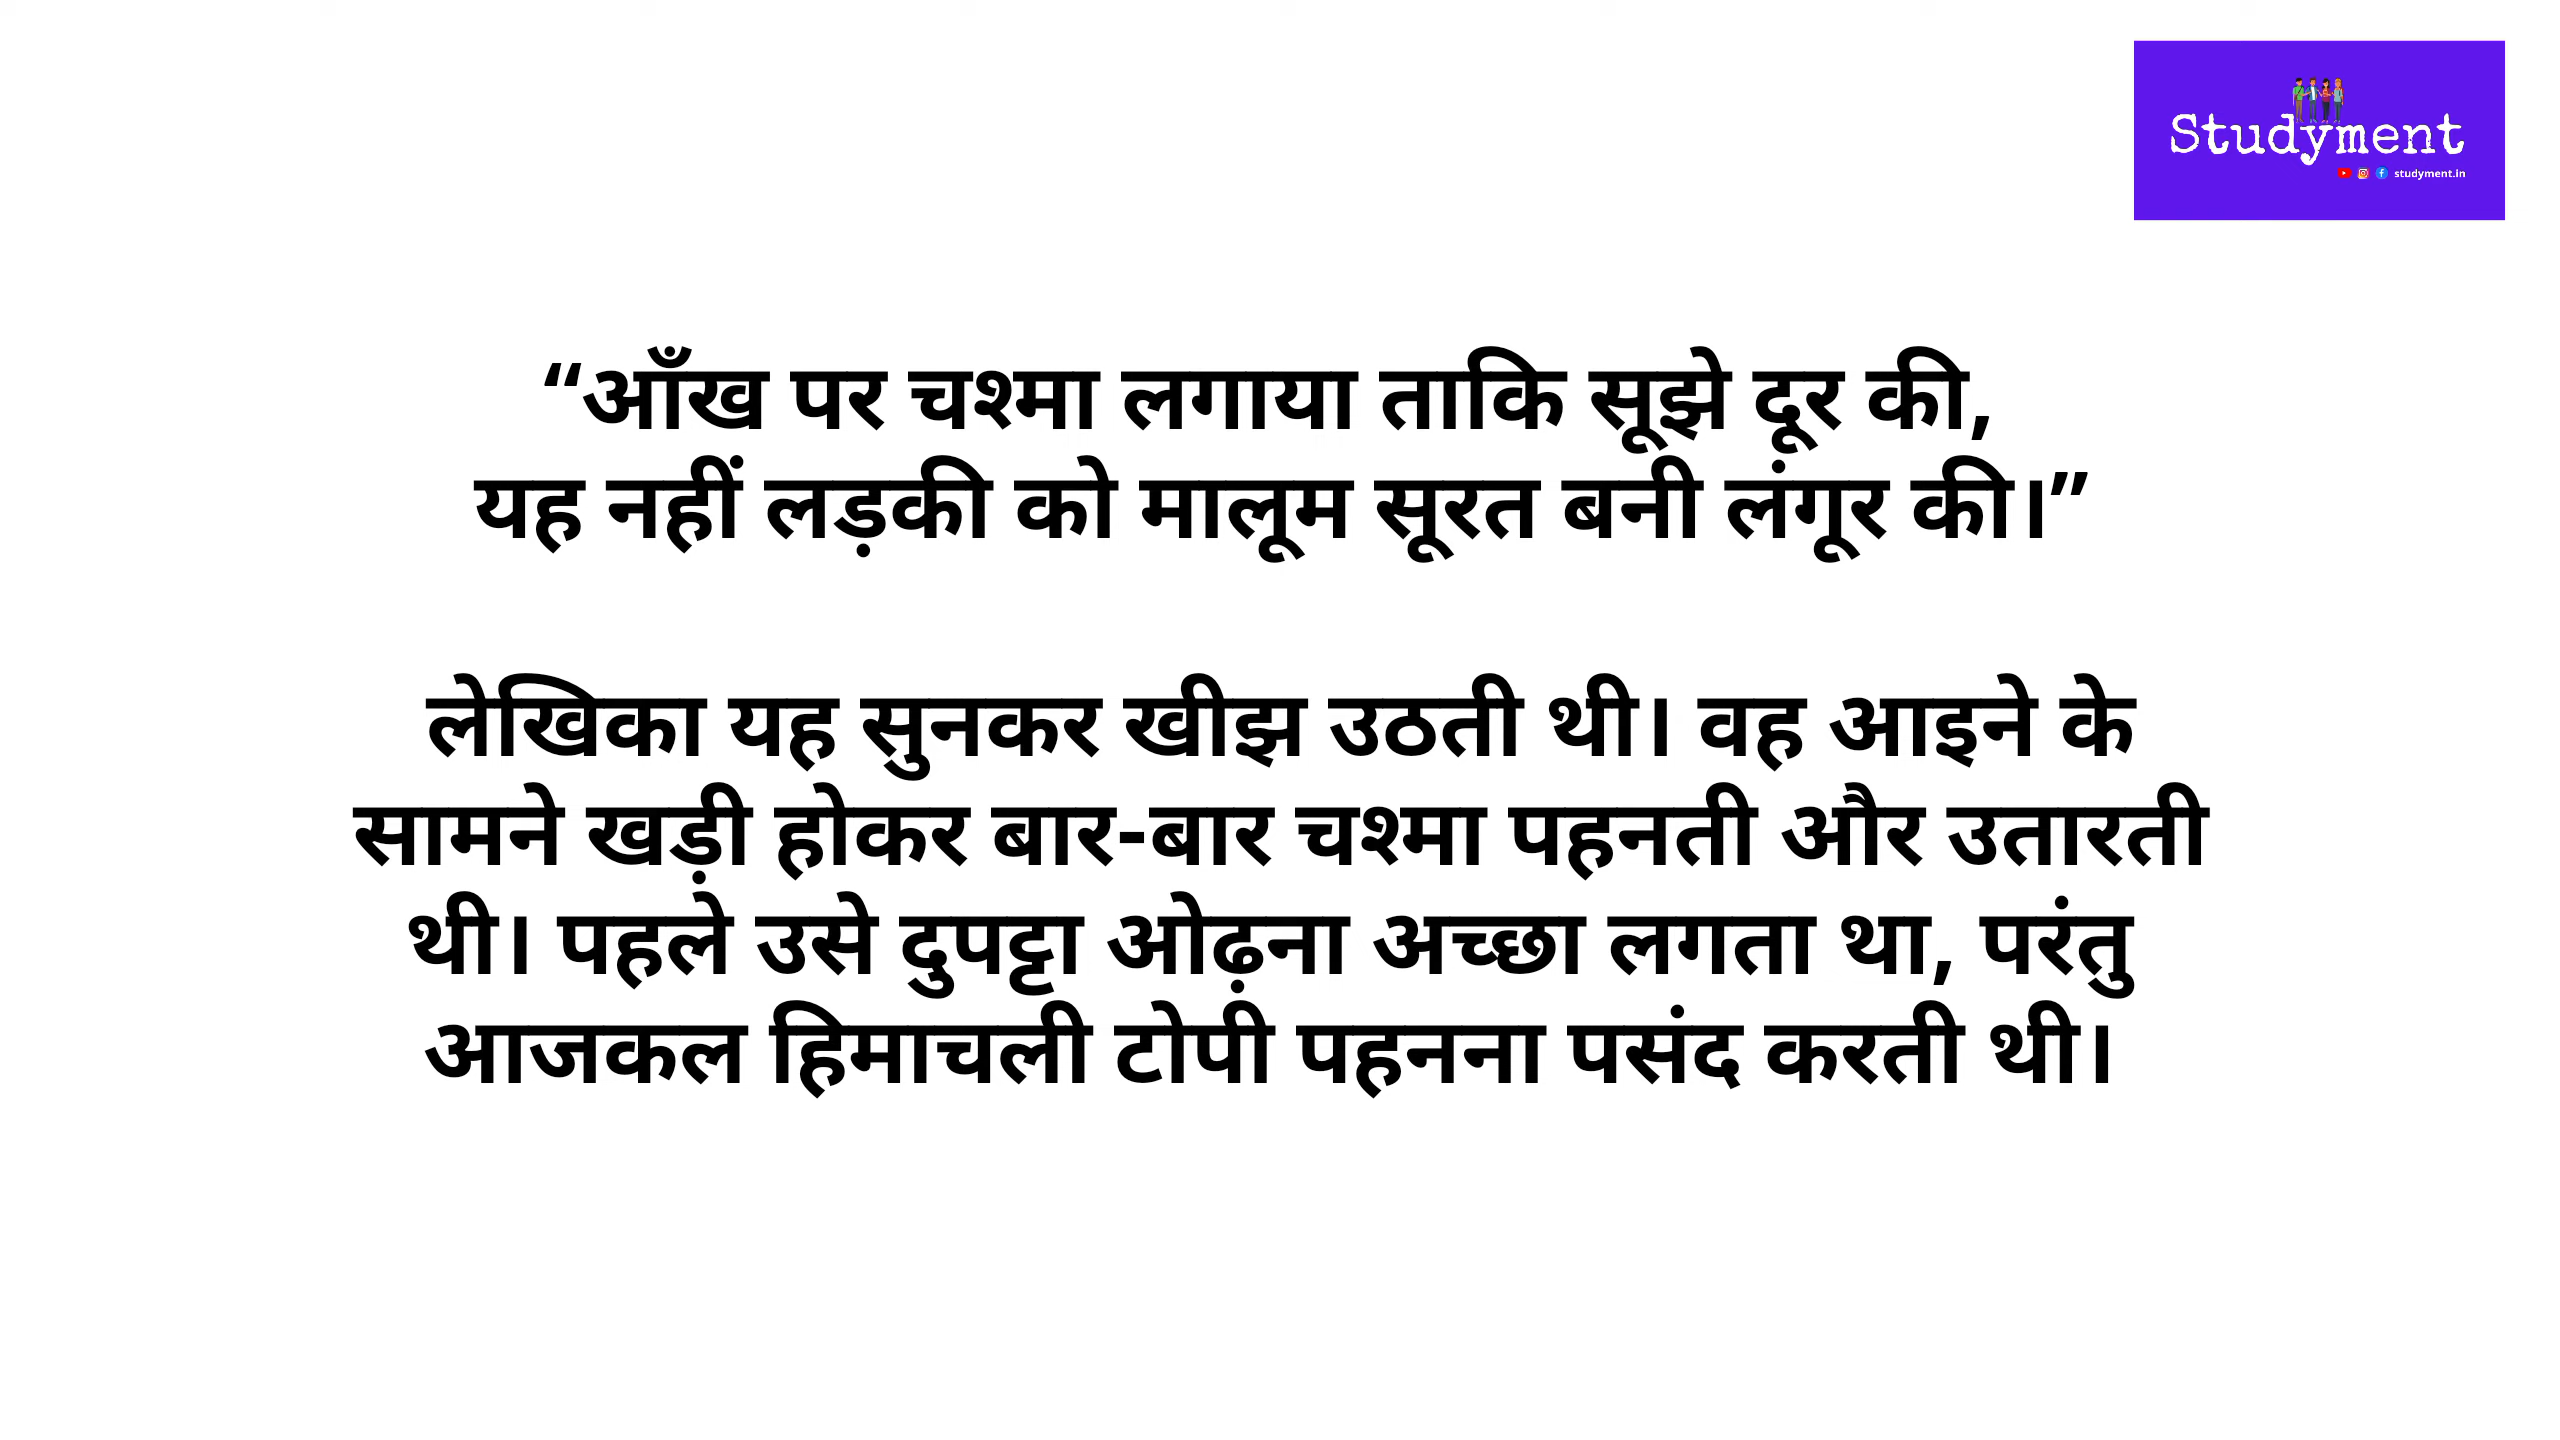 Studyment
studyment.in
“आँख पर चश्मा लगाया ताकि सूझे दूर की,
यह नहीं लड़की को मालूम सूरत बनी लंगूर की।”
लेखिका यह सुनकर खीझ उठती थी। वह आइने के
सामने खड़ी होकर बार-बार चश्मा पहनती और उतारती
थी। पहले उसे दुपट्टा ओढ़ना अच्छा लगता था, परंतु
आजकल हिमाचली टोपी पहनना पसंद करती थी।